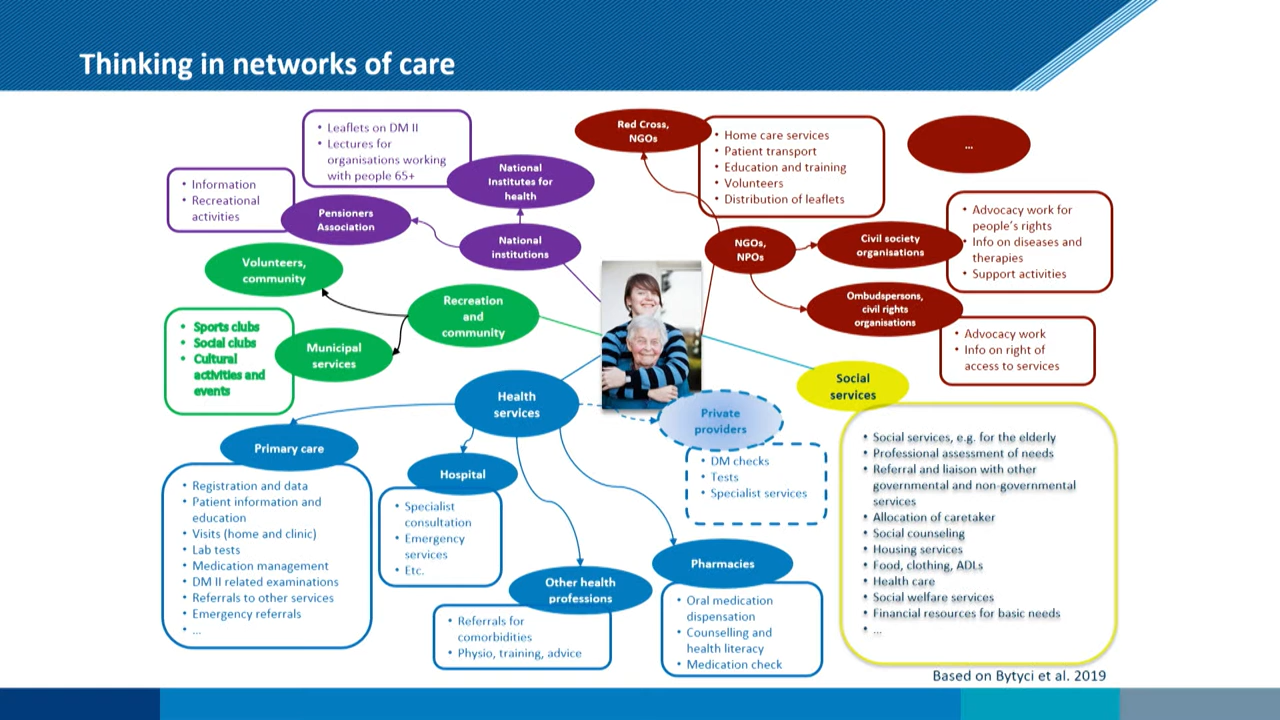 Thinking in networks of care
• Leaflets on DM II
• Lectures for
organisations working
with people 65+
National
Institutes for
health
• Information
• Recreational
activities
Pensioners
Association
National
institutions
Red Cross,
NGOs
• Home care services
• Patient transport
• Education and training
• Volunteers
• Distribution of leaflets
...
NGOs,
NPOs
Civil society
organisations
• Advocacy work for
people's rights
• Info on diseases and
therapies
• Support activities
Ombudspersons,
civil rights
organisations
• Advocacy work
• Info on right of
access to services
Volunteers,
community
Recreation
and
community
• Sports clubs
• Social clubs
• Cultural
activities and
events
Municipal
services
Health
services
Private
providers
• DM checks
• Tests
• Specialist services
Social
services
• Social services, e.g. for the elderly
• Professional assessment of needs
• Referral and liaison with other
governmental and non-governmental
services
• Allocation of caretaker
• Social counseling
• Housing services
• Food, clothing, ADLs
• Health care
• Social welfare services
• Financial resources for basic needs
• ...
Primary care
• Registration and data
• Patient information and
education
• Visits (home and clinic)
• Lab tests
• Medication management
• DM II related examinations
• Referrals to other services
• Emergency referrals
• ...
Hospital
• Specialist
consultation
• Emergency
services
• Etc.
Other health
professions
• Referrals for
comorbidities
• Physio, training, advice
Pharmacies
• Oral medication
dispensation
• Counselling and
health literacy
• Medication check
Based on Bytyci et al. 2019